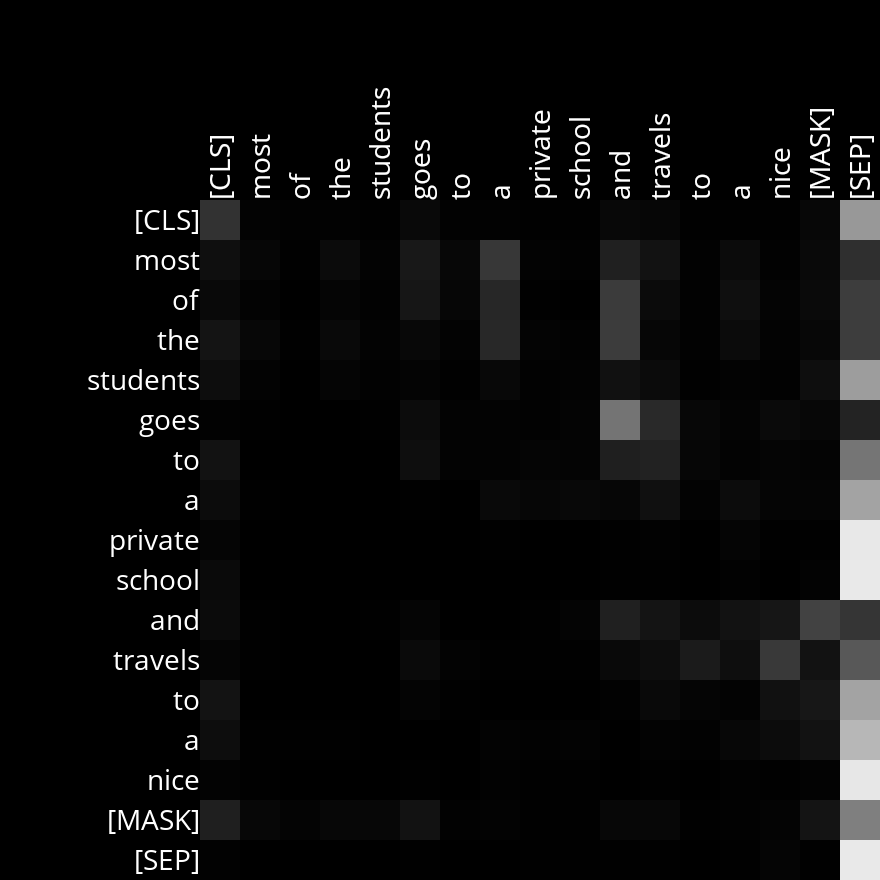 [CLS] most of the students goes to a private school and travels to a nice [MASK] [SEP]
[CLS]
most
of
the
students
goes
to
a
private
school
and
travels
to
a
nice
[MASK]
[SEP]